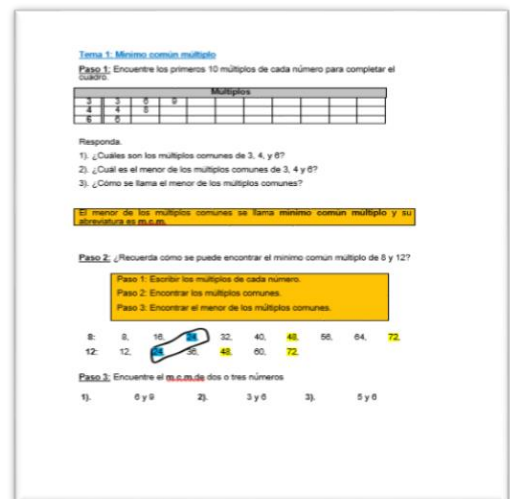 Tema 1: Mínimo común múltiplo
Paso 1: Encuentre los primeros 10 múltiplos de cada número para completar el
cuadro.
Múltiplos
3 3 6 9
4 4 8
6 6
Responda.
1). ¿Cuáles son los múltiplos comunes de 3, 4, y 6?
2). ¿Cuál es el menor de los múltiplos comunes de 3, 4 y 6?
3). ¿Cómo se llama el menor de los múltiplos comunes?
El menor de los múltiplos comunes se llama mínimo común múltiplo y su
abreviatura es m.c.m.
Paso 2: ¿Recuerda cómo se puede encontrar el mínimo común múltiplo de 8 y 12?
Paso 1: Escribir los múltiplos de cada número.
Paso 2: Encontrar los múltiplos comunes.
Paso 3: Encontrar el menor de los múltiplos comunes.
8: 8, 16, 24, 32, 40, 48, 56, 64, 72,
12: 12, 24, 36, 48, 60, 72,
Paso 3: Encuentre el m.c.m.de dos o tres números
1). 6 y 9 2). 3 y 6 3). 5 y 6